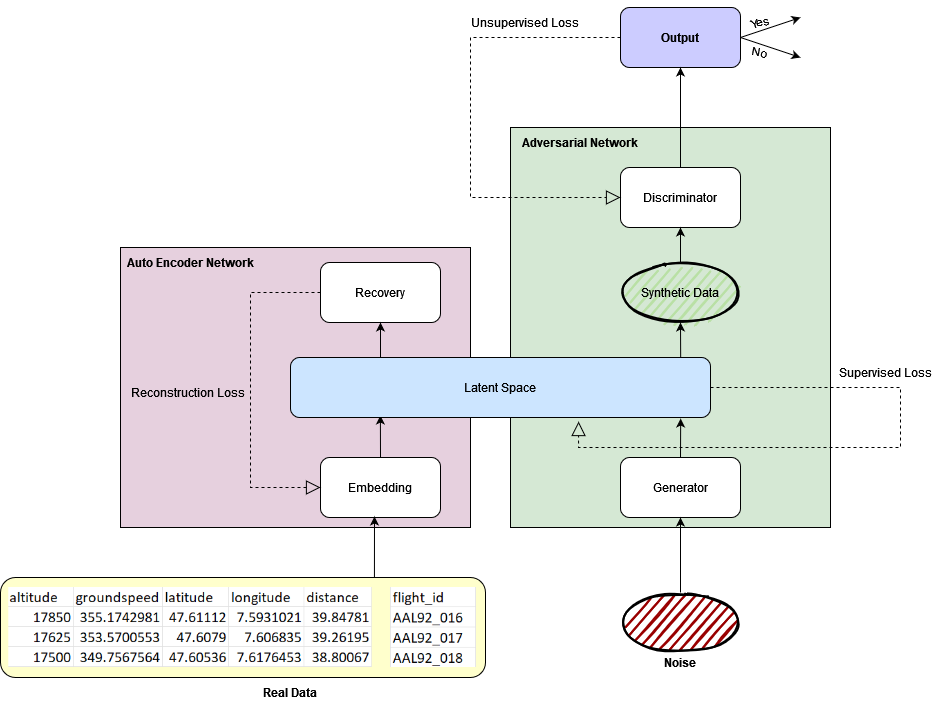 Unsupervised Loss
Output
Yes
No
Adversarial Network
Discriminator
Auto Encoder Network
Recovery
Synthetic Data
Latent Space
Supervised Loss
Reconstruction Loss
Embedding
Generator
altitude groundspeed latitude longitude distance flight_id
17850 355.1742981 47.61112 7.5931021 39.84781 AAL92_016
17625 353.5700553 47.6079 7.606835 39.26195 AAL92_017
17500 349.7567564 47.60536 7.6176453 38.80067 AAL92_018
Noise
Real Data